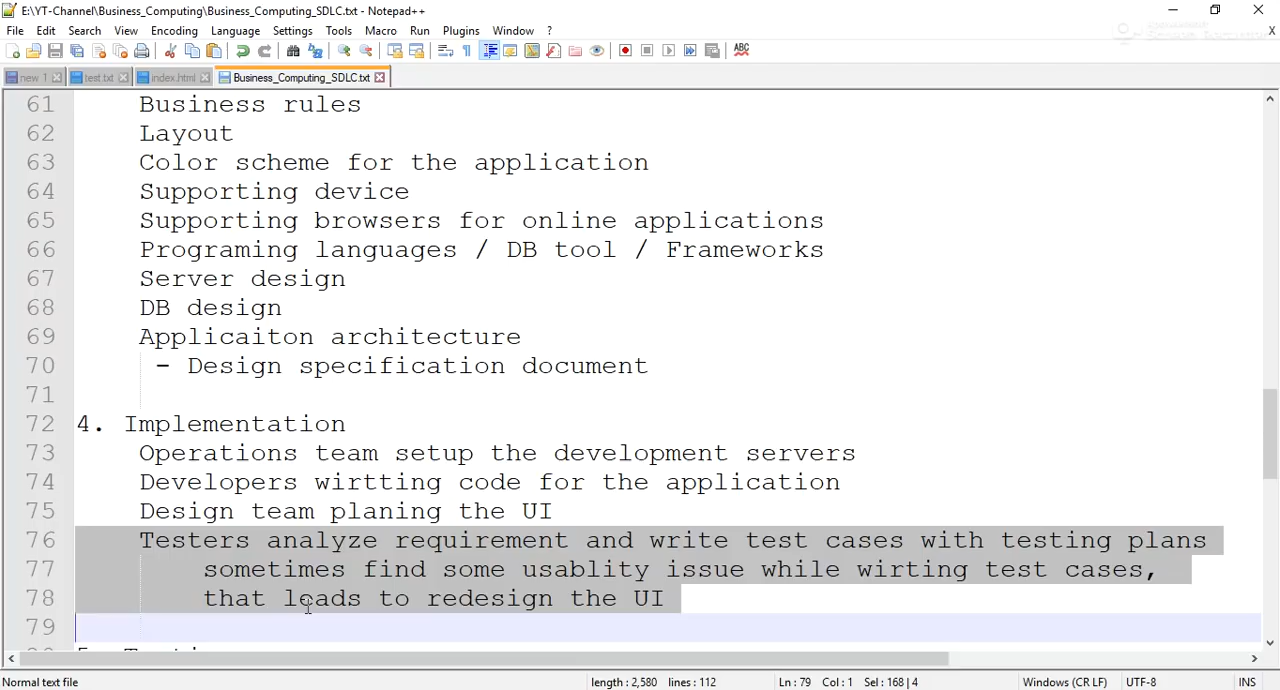 E:\YT-Channel\Business_Computing\Business_Computing_SDLC.txt - Notepad++
File Edit Search View Encoding Language Settings Tools Macro Run Plugins Window ? X
new 1 test.txt index.html Business_Computing_SDLC.txt
61 Business rules
62 Layout
63 Color scheme for the application
64 Supporting device
65 Supporting browsers for online applications
66 Programing languages / DB tool / Frameworks
67 Server design
68 DB design
69 Applicaiton architecture
70 - Design specification document
71
72 4. Implementation
73 Operations team setup the development servers
74 Developers wirtting code for the application
75 Design team planing the UI
76 Testers analyze requirement and write test cases with testing plans
77 sometimes find some usablity issue while wirting test cases,
78 that leads to redesign the UI
79
Normal text file length : 2,580 lines : 112 Ln : 79 Col : 1 Sel : 168 | 4 Windows (CR LF) UTF-8 INS